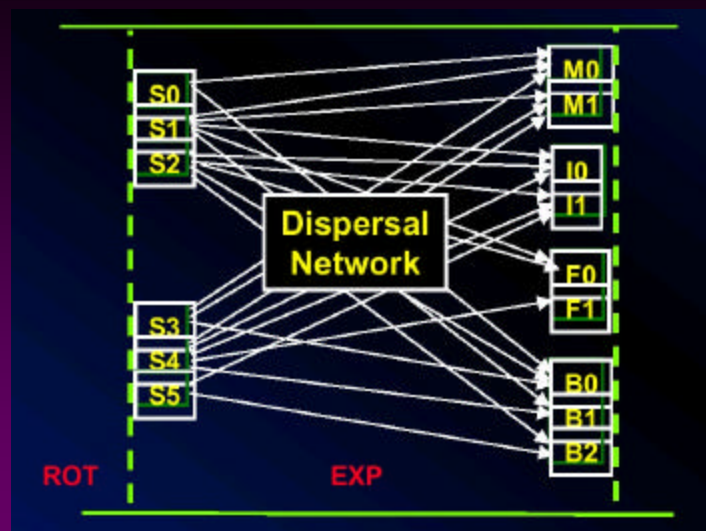 S0
S1
S2
S3
S4
S5
Dispersal
Network
M0
M1
I0
I1
F0
F1
B0
B1
B2
ROT
EXP